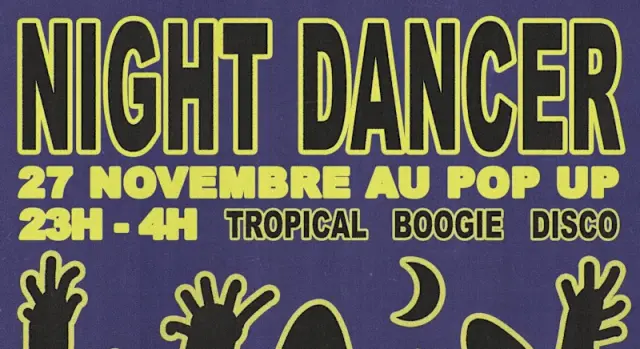 NIGHT DANCER
27 NOVEMBRE AU POP UP
23H - 4H TROPICAL BOOGIE DISCO